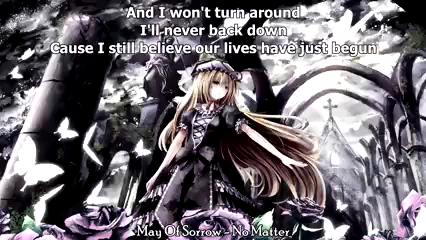 And I won't turn around
I'll never back down
Cause I still believe our lives have just begun
May Of Sorrow - No Matter